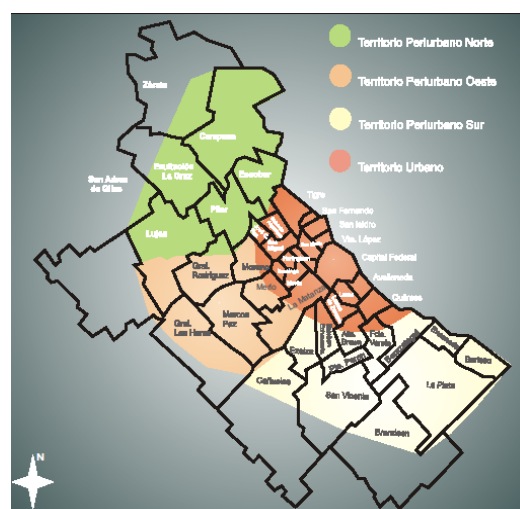 Territorio Periurbano Norte
Territorio Periurbano Oeste
Territorio Periurbano Sur
Territorio Urbano
Zárate
Campana
Exaltación
La Cruz
Escobar
San Adnes
de Giles
Pilar
Tigre
San Fernando
San Isidro
Vte. López
Capital Federal
Avellaneda
Quilmes
Luján
Gral.
Rodríguez
Moreno
Merlo
La Matanza
Marcos
Paz
Gral.
Las Heras
Ezeiza
Alte.
Brown
Fcio.
Varela
Pte. Perón
Berazategui
Ensenada
Berisso
Cañuelas
San Vicente
La Plata
Brandsen
N